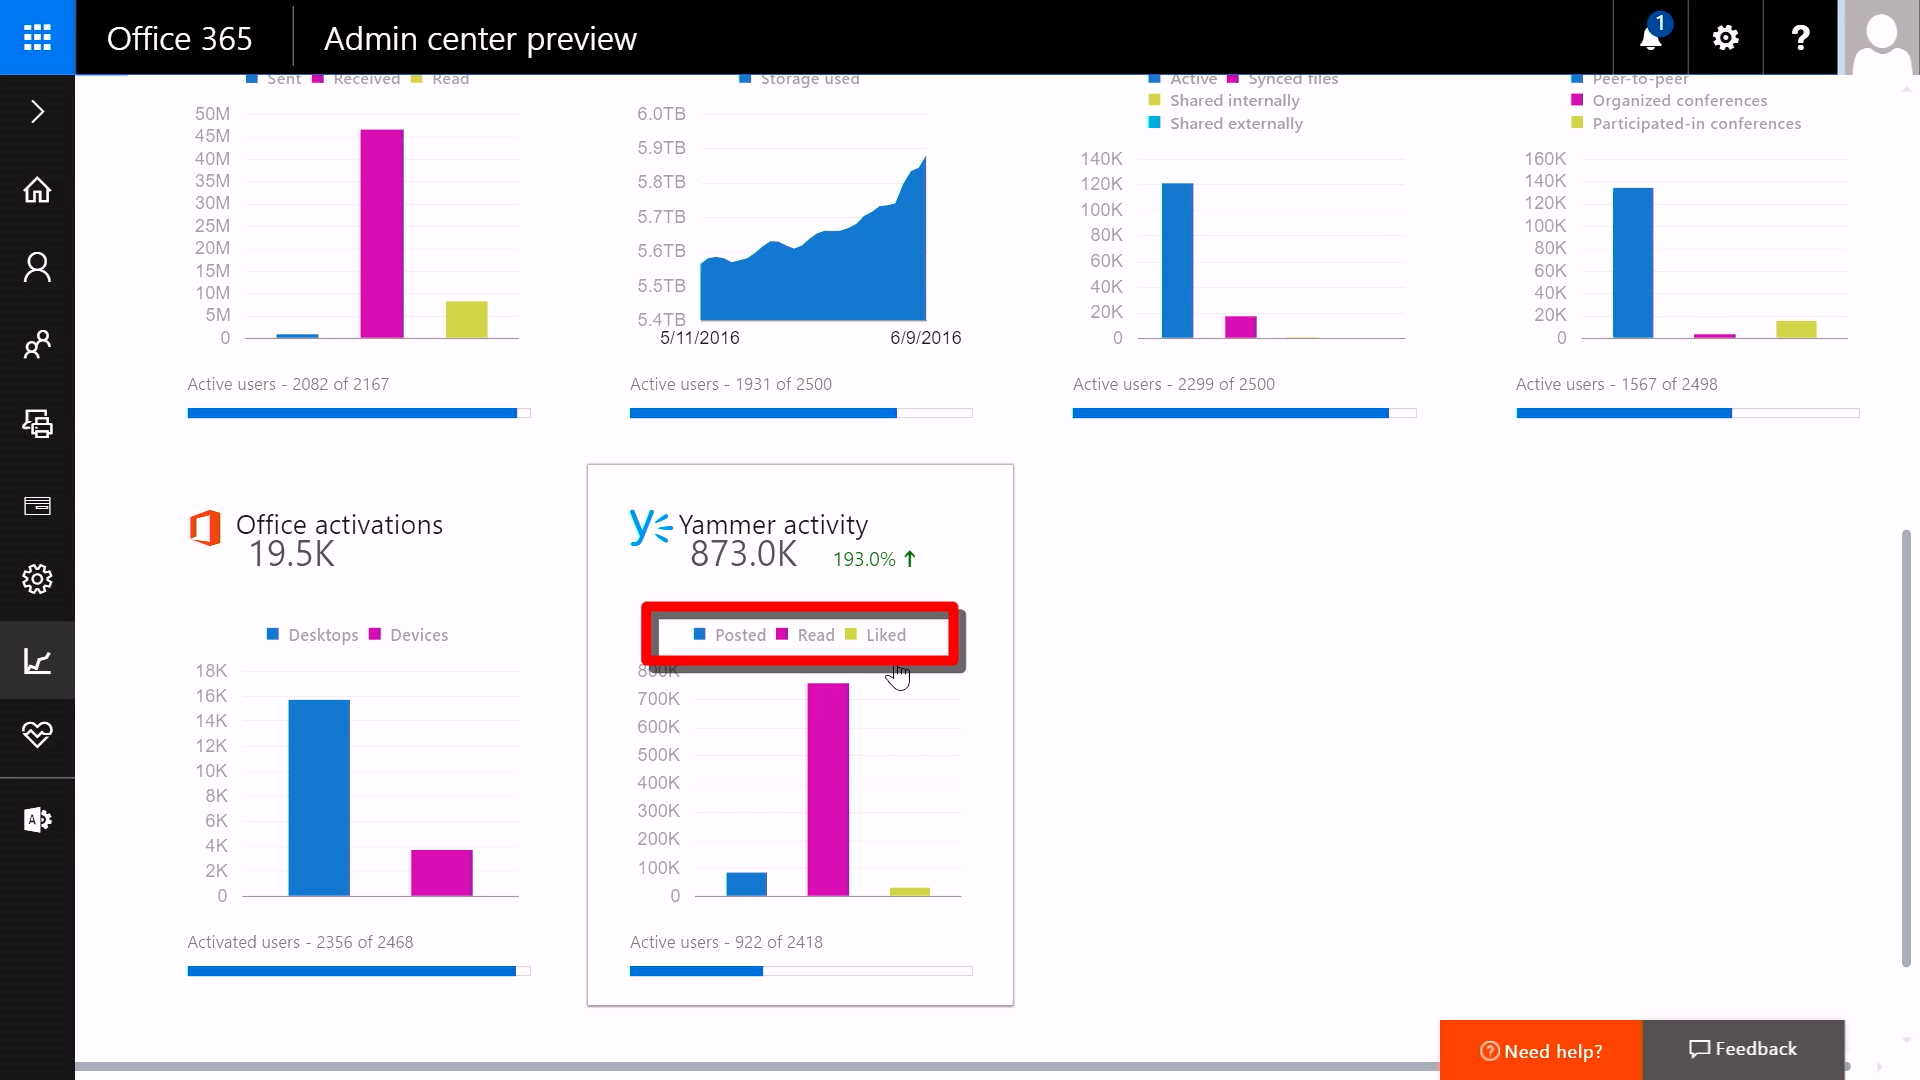 Office 365
Admin center preview
1
?
Sent Received Read
50M
45M
40M
35M
30M
25M
20M
15M
10M
5M
0
Active users - 2082 of 2167
Storage used
6.0TB
5.9TB
5.8TB
5.7TB
5.6TB
5.5TB
5.4TB
5/11/2016 6/9/2016
Active users - 1931 of 2500
Active Synced files
Shared internally
Shared externally
140K
120K
100K
80K
60K
40K
20K
0
Active users - 2299 of 2500
Peer-to-peer
Organized conferences
Participated-in conferences
160K
140K
120K
100K
80K
60K
40K
20K
0
Active users - 1567 of 2498
Office activations
19.5K
Desktops Devices
18K
16K
14K
12K
10K
8K
6K
4K
2K
0
Activated users - 2356 of 2468
Yammer activity
873.0K 193.0%
Posted Read Liked
800K
700K
600K
500K
400K
300K
200K
100K
0
Active users - 922 of 2418
A
Need help?
Feedback